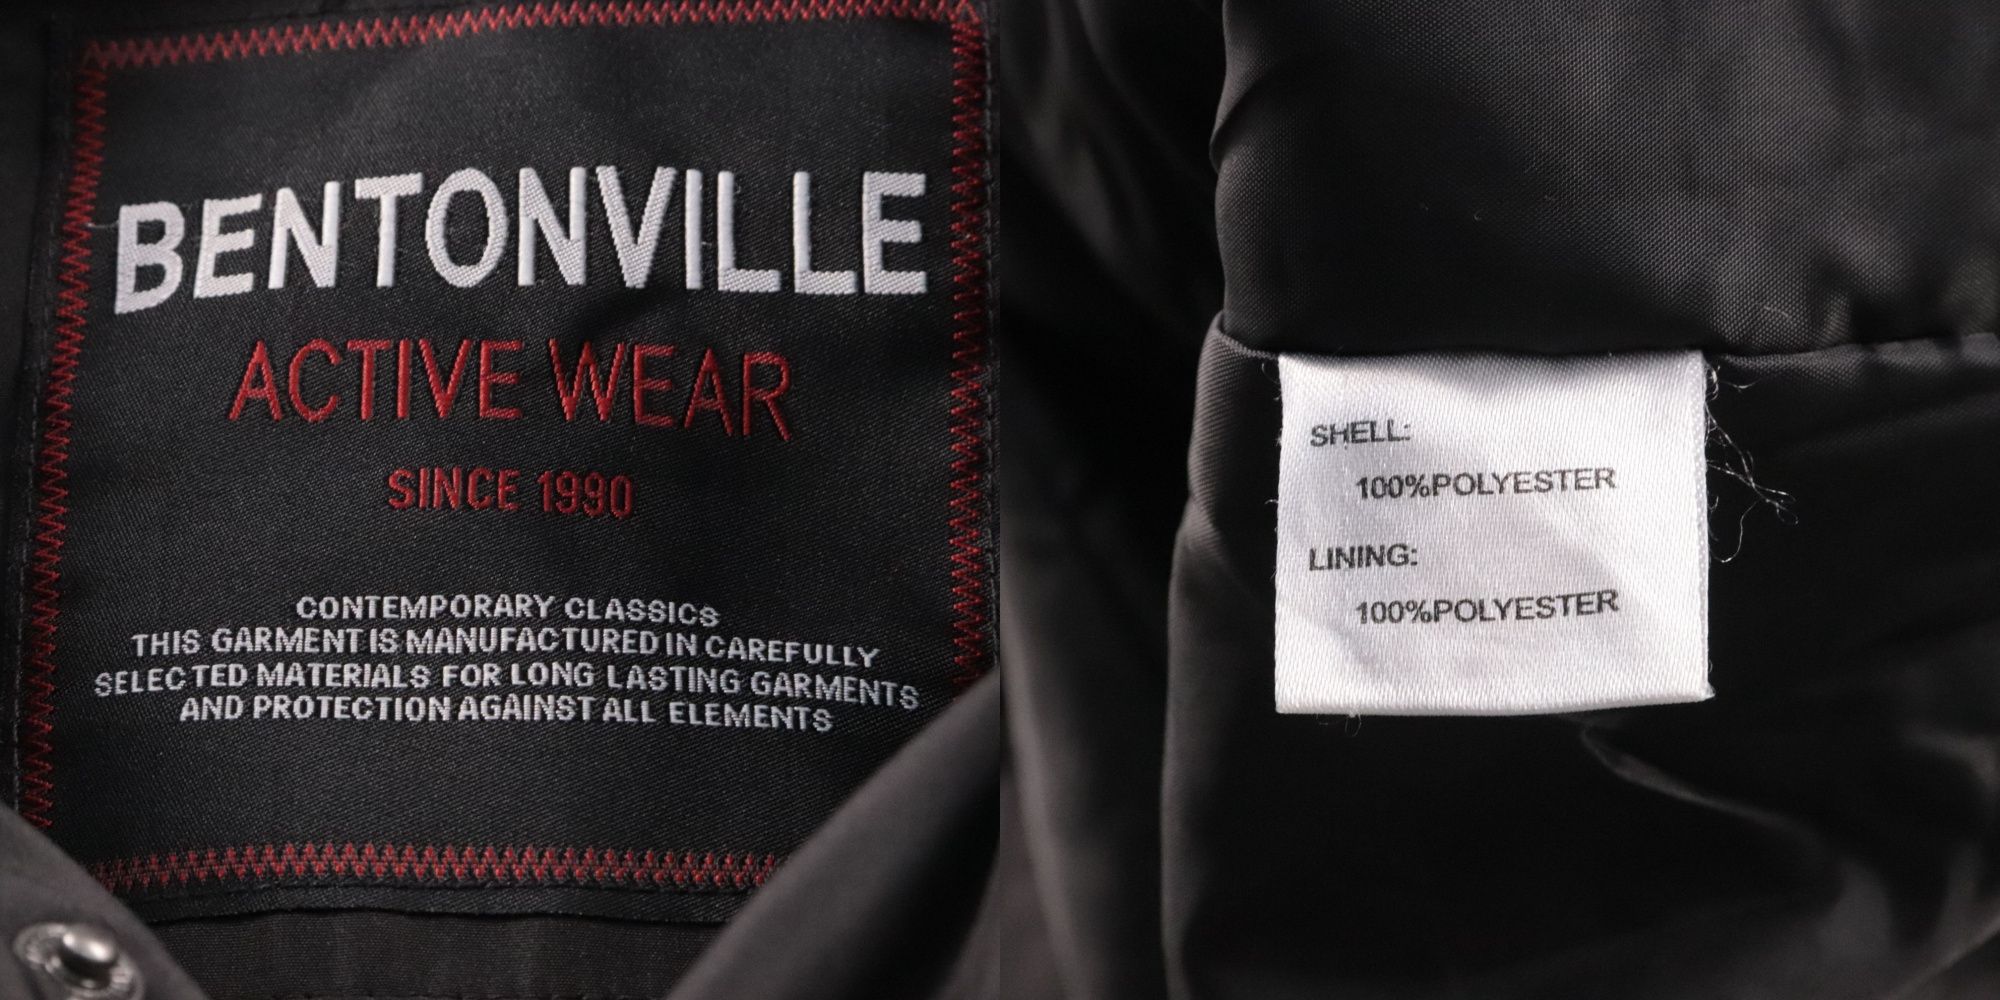 BENTONVILLE
ACTIVE WEAR
SINCE 1990
CONTEMPORARY CLASSICS
THIS GARMENT IS MANUFACTURED IN CAREFULLY
SELECTED MATERIALS FOR LONG LASTING GARMENTS
AND PROTECTION AGAINST ALL ELEMENTS
SHELL:
100%POLYESTER
LINING:
100%POLYESTER